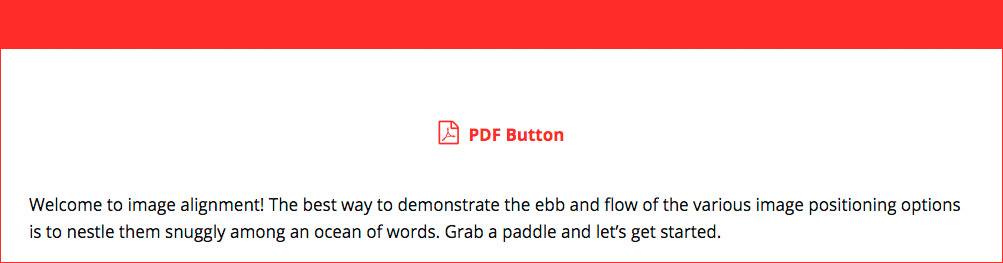 PDF Button
Welcome to image alignment! The best way to demonstrate the ebb and flow of the various image positioning options
is to nestle them snuggly among an ocean of words. Grab a paddle and let’s get started.